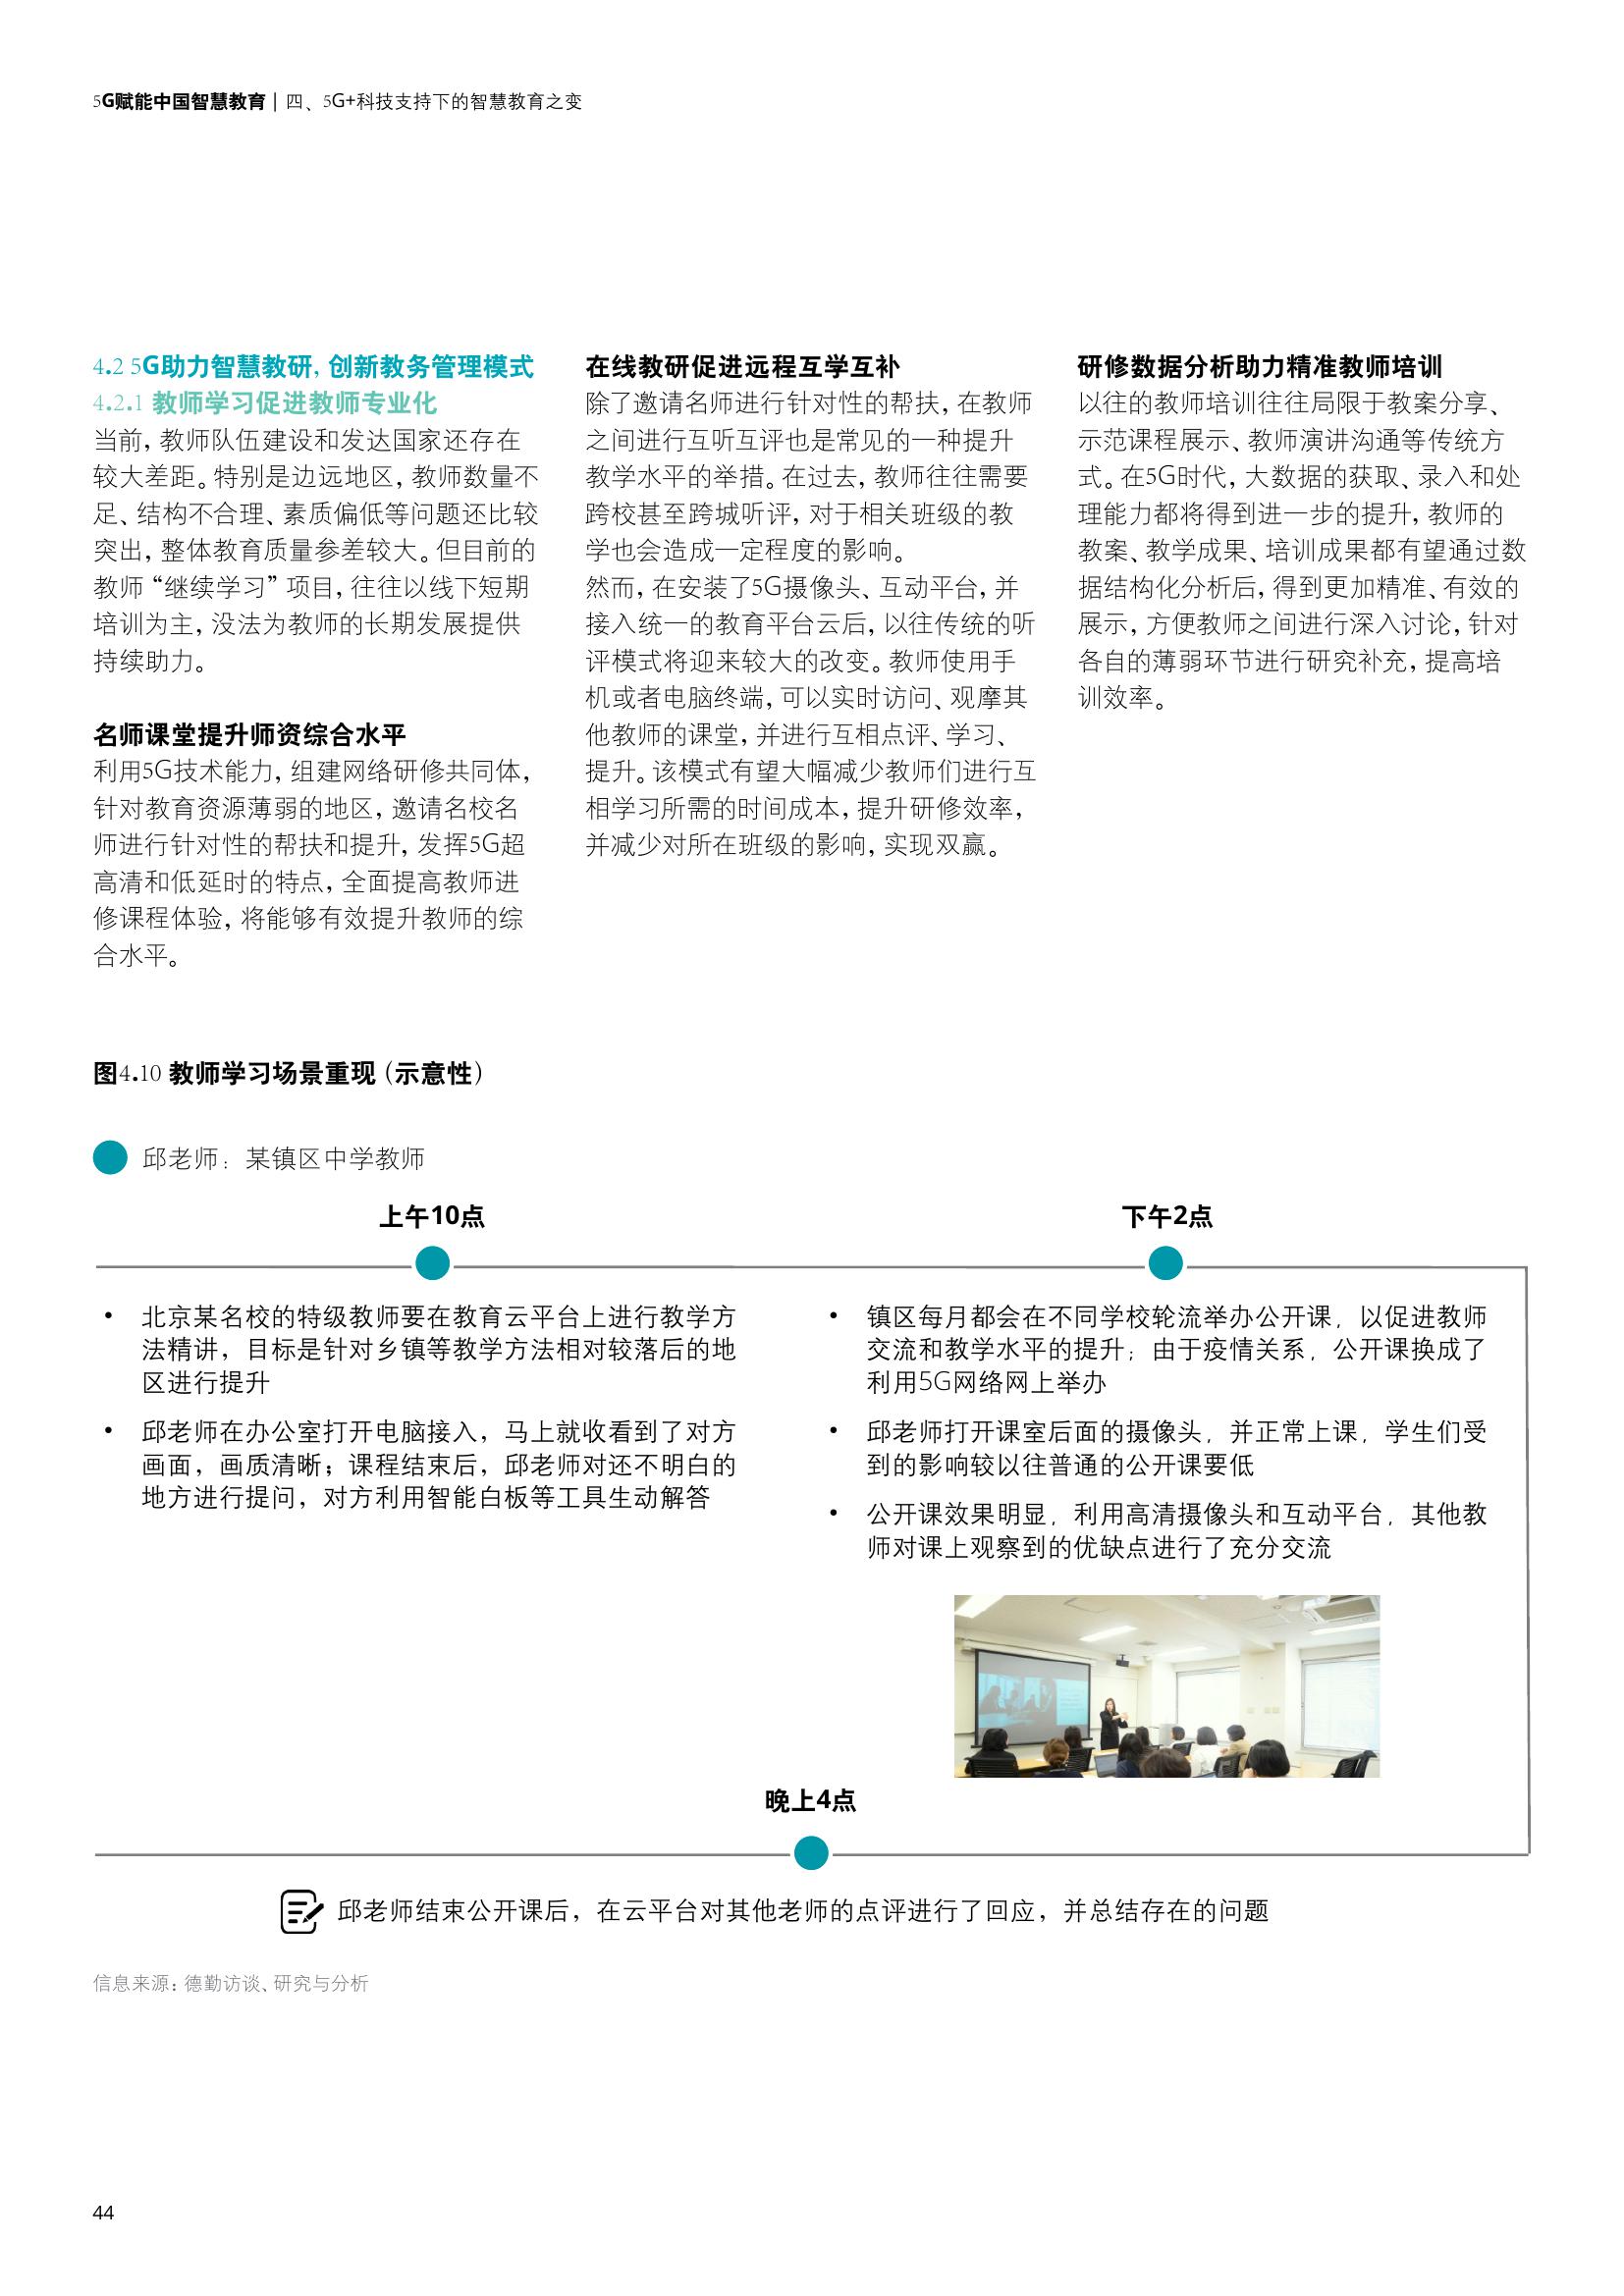 5G赋能中国智慧教育 | 四、5G+科技支持下的智慧教育之变
4.2 5G助力智慧教研, 创新教务管理模式
4.2.1 教师学习促进教师专业化
当前, 教师队伍建设和发达国家还存在
较大差距。特别是边远地区, 教师数量不
足、结构不合理、素质偏低等问题还比较
突出, 整体教育质量参差较大。但目前的
教师“继续学习”项目, 往往以线下短期
培训为主, 没法为教师的长期发展提供
持续助力。
名师课堂提升师资综合水平
利用5G技术能力, 组建网络研修共同体,
针对教育资源薄弱的地区, 邀请名校名
师进行针对性的帮扶和提升, 发挥5G超
高清和低延时的特点, 全面提高教师进
修课程体验, 将能够有效提升教师的综
合水平。
在线教研促进远程互学互补
除了邀请名师进行针对性的帮扶, 在教师
之间进行互听互评也是常见的一种提升
教学水平的举措。在过去, 教师往往需要
跨校甚至跨城听评, 对于相关班级的教
学也会造成一定程度的影响。
然而, 在安装了5G摄像头、互动平台, 并
接入统一的教育平台云后, 以往传统的听
评模式将迎来较大的改变。教师使用手
机或者电脑终端, 可以实时访问、观摩其
他教师的课堂, 并进行互相点评、学习、
提升。该模式有望大幅减少教师们进行互
相学习所需的时间成本, 提升研修效率,
并减少对所在班级的影响, 实现双赢。
研修数据分析助力精准教师培训
以往的教师培训往往局限于教案分享、
示范课程展示、教师演讲沟通等传统方
式。在5G时代, 大数据的获取、录入和处
理能力都将得到进一步的提升, 教师的
教案、教学成果、培训成果都有望通过数
据结构化分析后, 得到更加精准、有效的
展示, 方便教师之间进行深入讨论, 针对
各自的薄弱环节进行研究补充, 提高培
训效率。
图4.10 教师学习场景重现 (示意性)
邱老师: 某镇区中学教师
上午10点
• 北京某名校的特级教师要在教育云平台上进行教学方
法精讲，目标是针对乡镇等教学方法相对较落后的地
区进行提升
• 邱老师在办公室打开电脑接入，马上就收看到了对方
画面，画质清晰；课程结束后，邱老师对还不明白的
地方进行提问，对方利用智能白板等工具生动解答
下午2点
• 镇区每月都会在不同学校轮流举办公开课, 以促进教师
交流和教学水平的提升; 由于疫情关系, 公开课换成了
利用5G网络网上举办
• 邱老师打开课室后面的摄像头, 并正常上课, 学生们受
到的影响较以往普通的公开课要低
• 公开课效果明显, 利用高清摄像头和互动平台, 其他教
师对课上观察到的优缺点进行了充分交流
晚上4点
邱老师结束公开课后，在云平台对其他老师的点评进行了回应，并总结存在的问题
信息来源: 德勤访谈、研究与分析
44